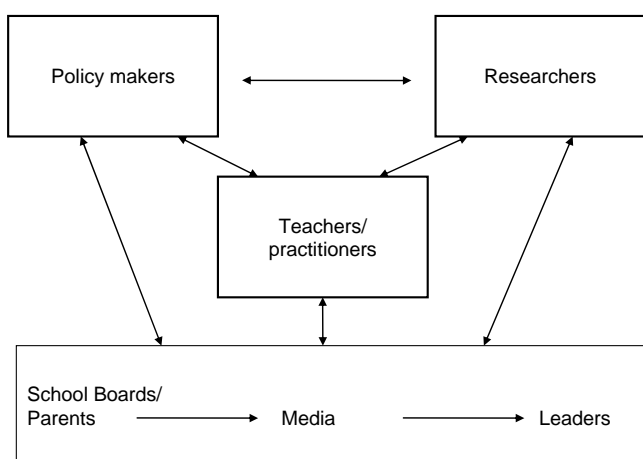 Policy makers
Researchers
Teachers/
practitioners
School Boards/
Parents
Media
Leaders